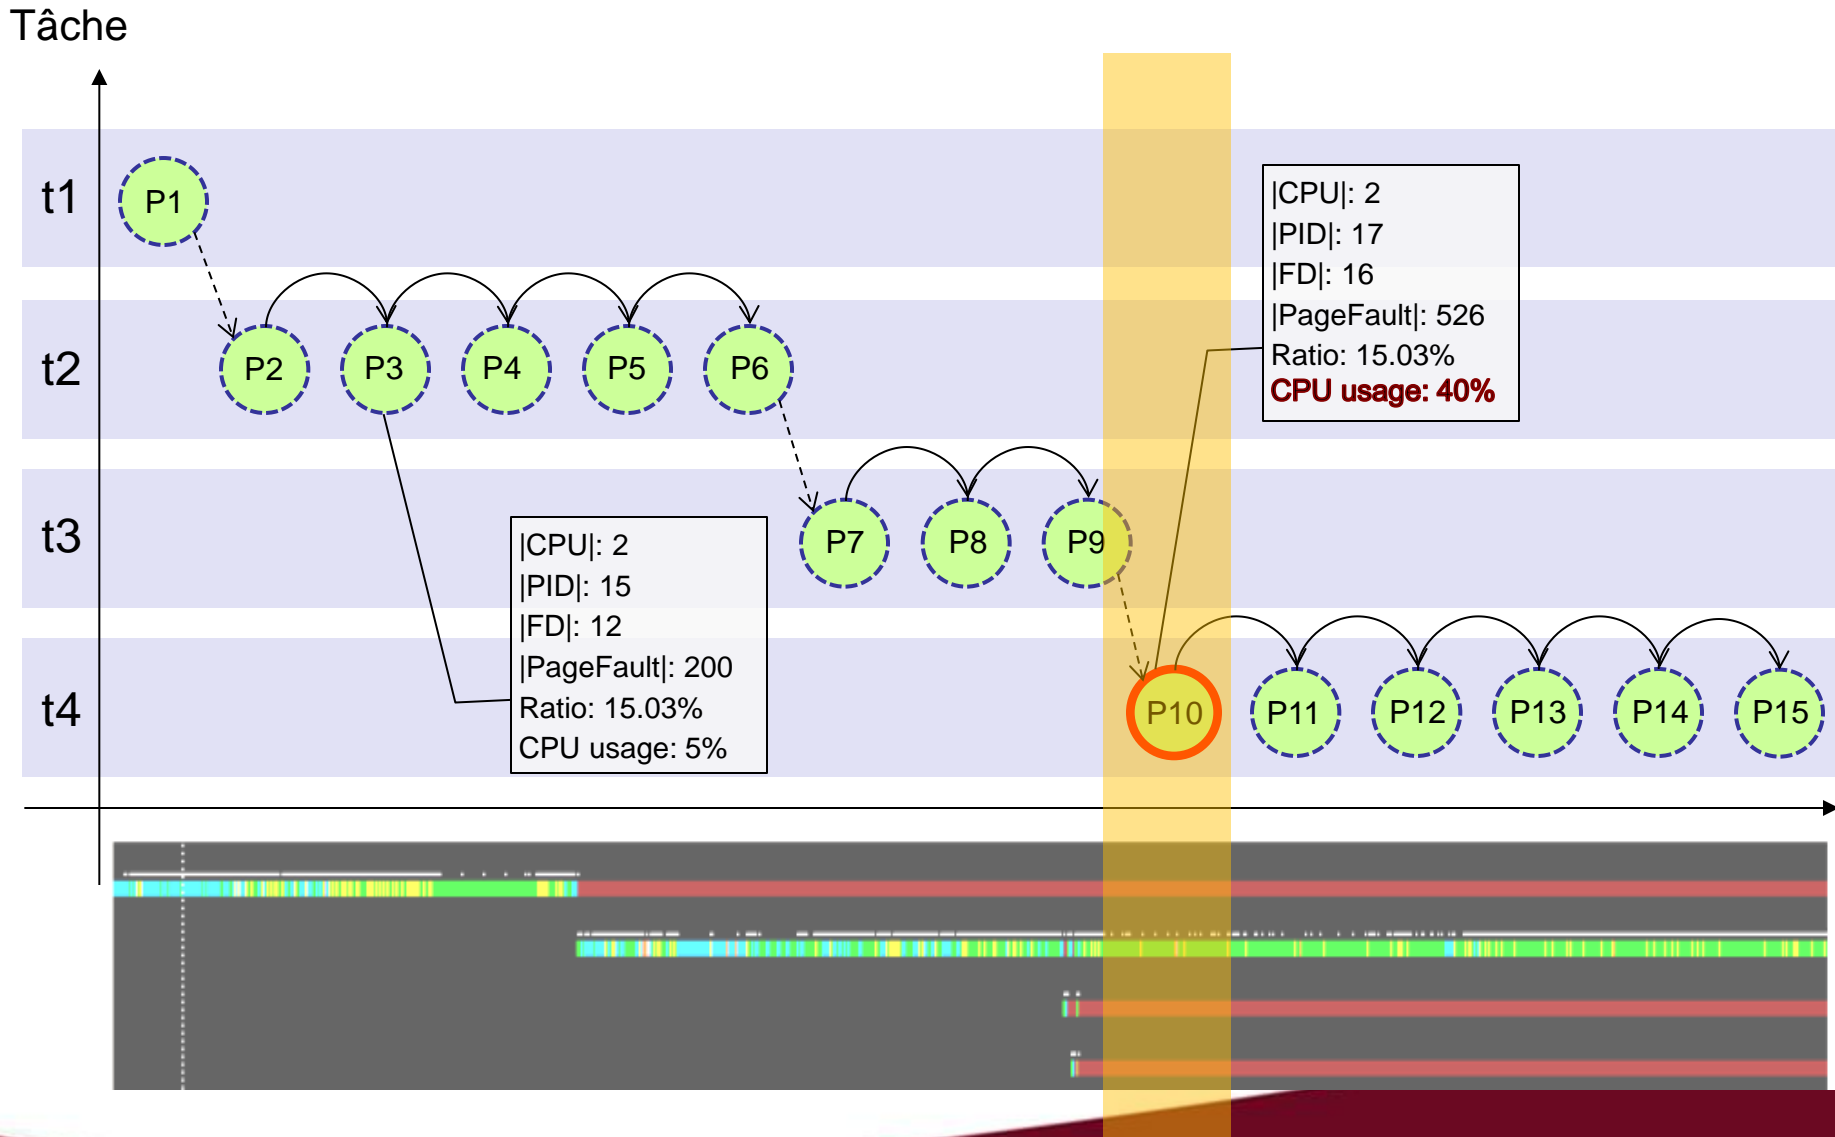 Tâche
t1
P1
|CPU|: 2
|PID|: 17
|FD|: 16
|PageFault|: 526
Ratio: 15.03%
CPU usage: 40%
t2
P2 P3 P4 P5 P6
t3
P7 P8 P9
|CPU|: 2
|PID|: 15
|FD|: 12
|PageFault|: 200
Ratio: 15.03%
CPU usage: 5%
t4
P10 P11 P12 P13 P14 P15